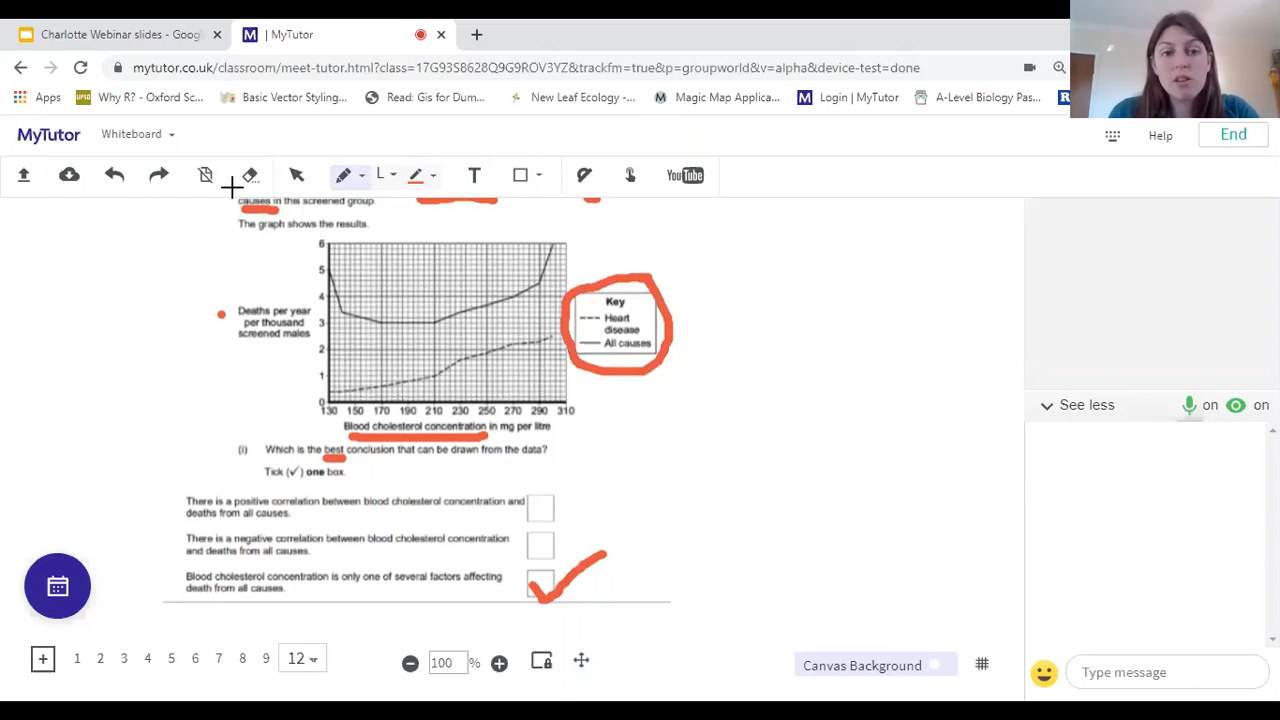 Charlotte Webinar slides - Goog
| MyTutor
mytutor.co.uk/classroom/meet-tutor.html?class=17G93S8628Q9G9ROV3YZ&trackfm=true&p=groupworld&v=alpha&device-test=done
Apps
Why R? - Oxford Sc...
Basic Vector Styling...
Read: Gis for Dum...
New Leaf Ecology -...
Magic Map Applica...
Login | MyTutor
A-Level Biology Pas...
MyTutor
Whiteboard
Help
End
L
T
YouTube
causes in this screened group.
The graph shows the results.
Deaths per year
per thousand
screened males
6
5
4
3
2
1
0
130 150 170 190 210 230 250 270 290 310
Blood cholesterol concentration in mg per litre
Key
Heart
disease
All causes
(i) Which is the best conclusion that can be drawn from the data?
Tick (✓) one box.
There is a positive correlation between blood cholesterol concentration and
deaths from all causes.
There is a negative correlation between blood cholesterol concentration
and deaths from all causes.
Blood cholesterol concentration is only one of several factors affecting
death from all causes.
See less
on
on
1 2 3 4 5 6 7 8 9 12
100 %
Canvas Background
Type message